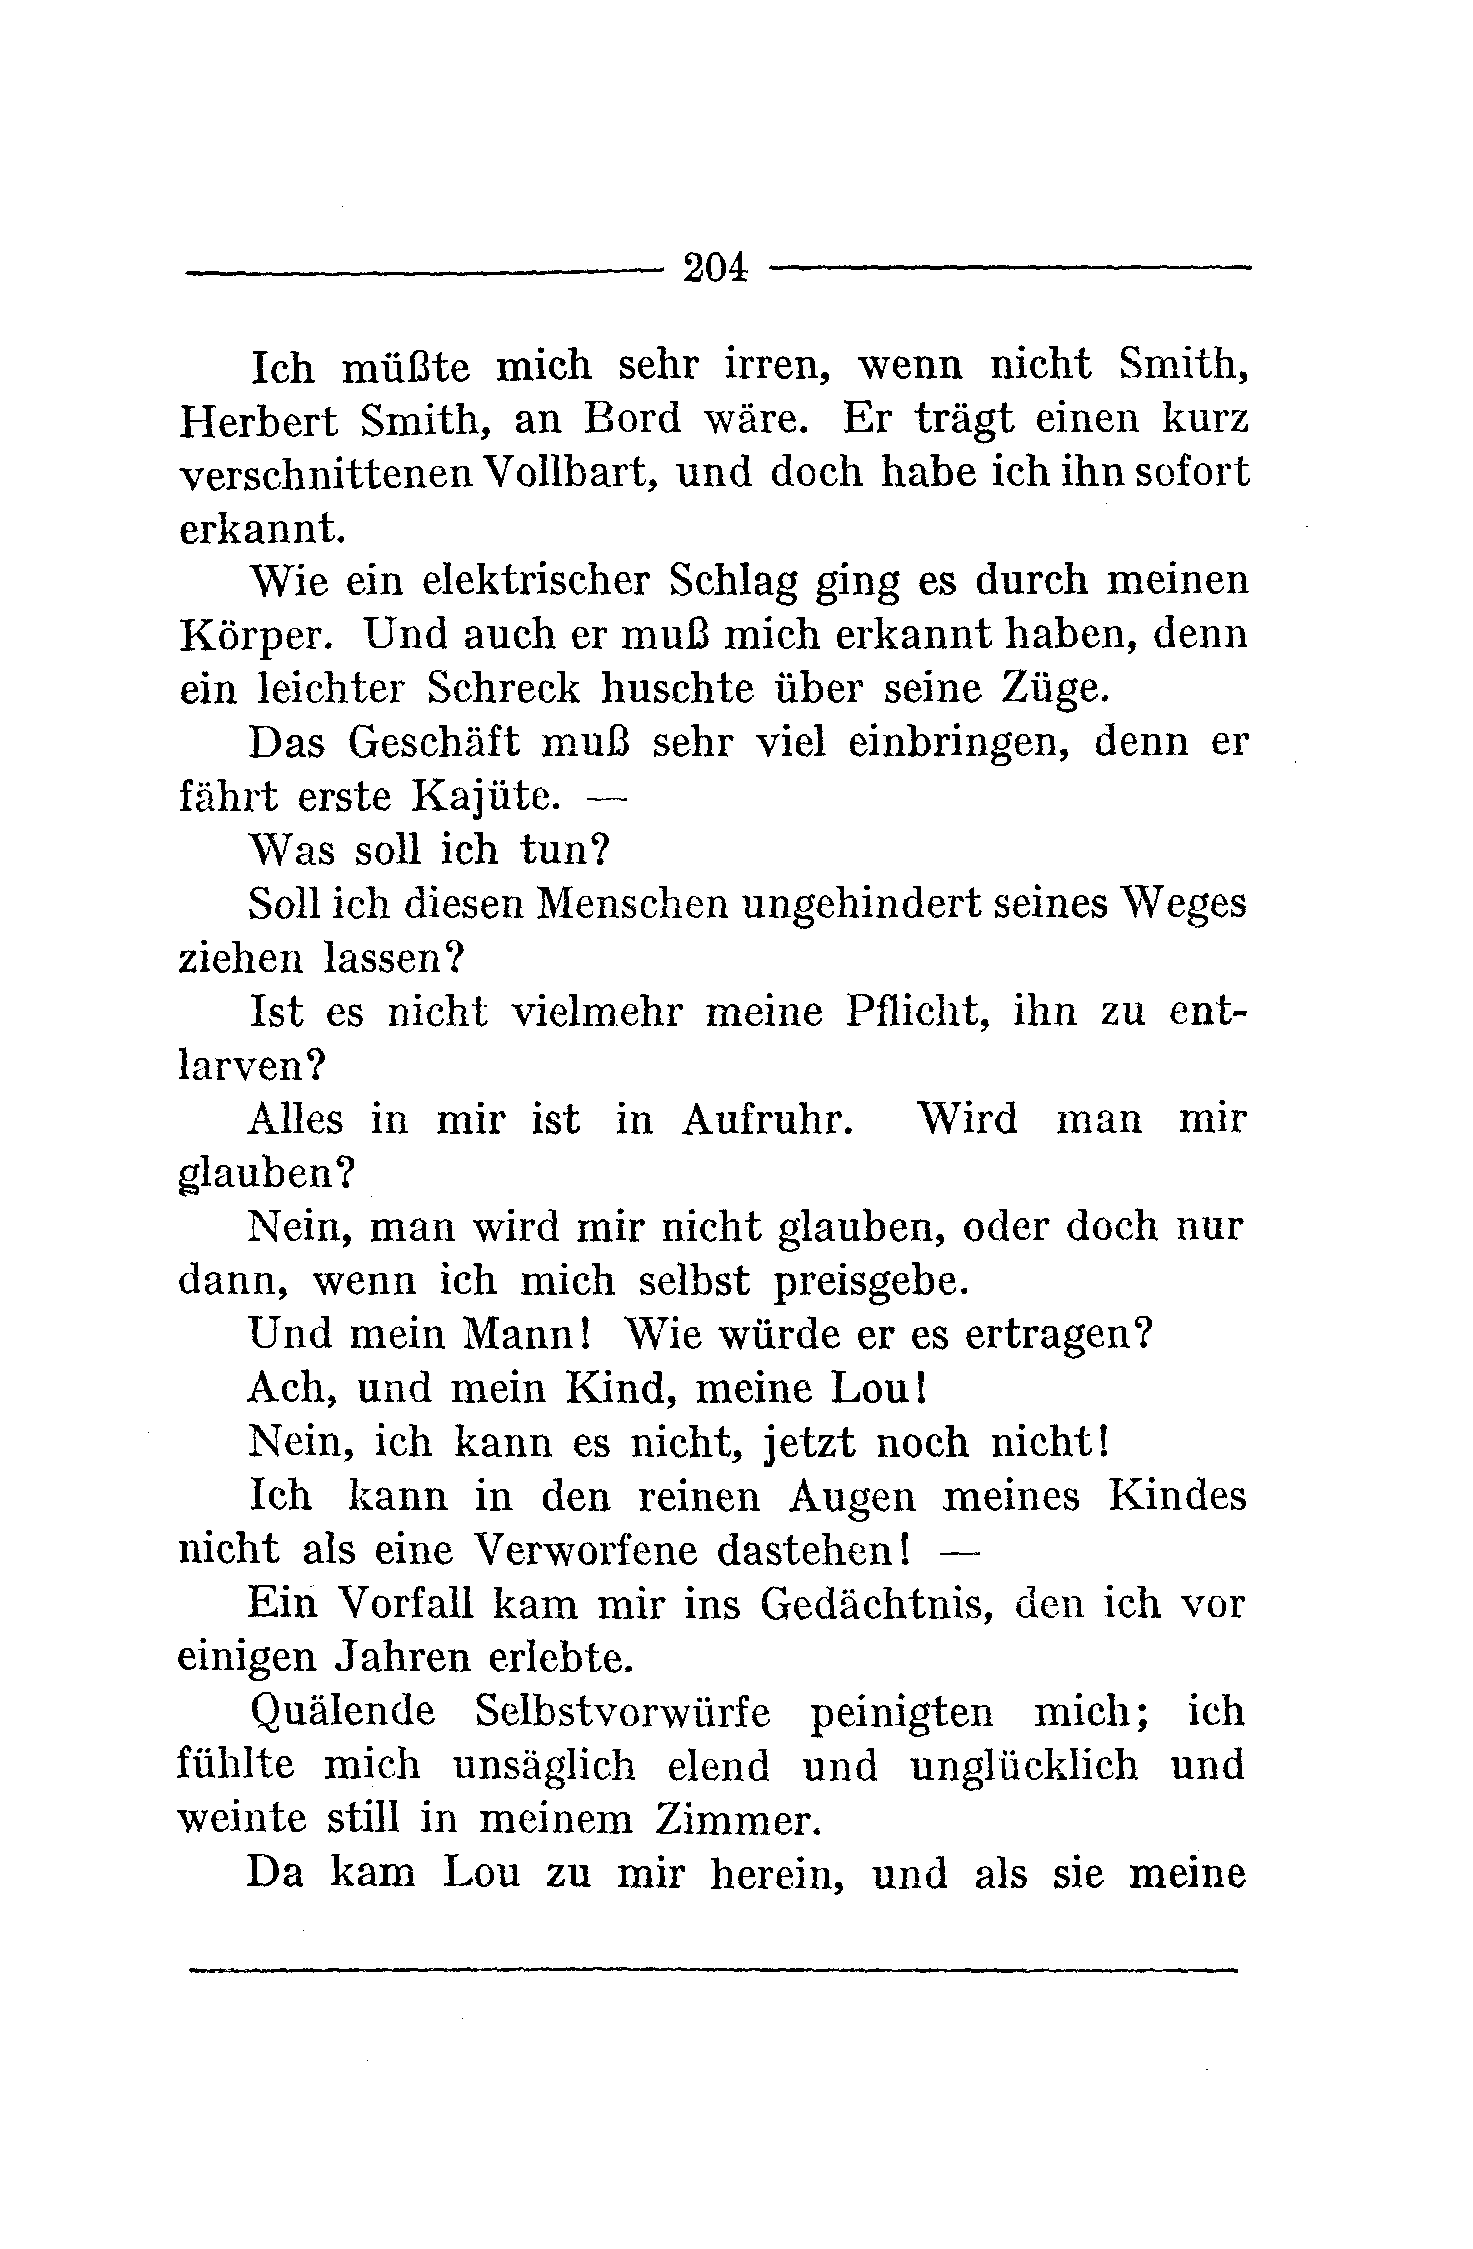 204
Ich müßte mich sehr irren, wenn nicht Smith,
Herbert Smith, an Bord wäre. Er trägt einen kurz
verschnittenen Vollbart, und doch habe ich ihn sofort
erkannt.
Wie ein elektrischer Schlag ging es durch meinen
Körper. Und auch er muß mich erkannt haben, denn
ein leichter Schreck huschte über seine Züge.
Das Geschäft muß sehr viel einbringen, denn er
fährt erste Kajüte. —
Was soll ich tun?
Soll ich diesen Menschen ungehindert seines Weges
ziehen lassen?
Ist es nicht vielmehr meine Pflicht, ihn zu ent-
larven?
Alles in mir ist in Aufruhr. Wird man mir
glauben?
Nein, man wird mir nicht glauben, oder doch nur
dann, wenn ich mich selbst preisgebe.
Und mein Mann! Wie würde er es ertragen?
Ach, und mein Kind, meine Lou!
Nein, ich kann es nicht, jetzt noch nicht!
Ich kann in den reinen Augen meines Kindes
nicht als eine Verworfene dastehen! —
Ein Vorfall kam mir ins Gedächtnis, den ich vor
einigen Jahren erlebte.
Quälende Selbstvorwürfe peinigten mich; ich
fühlte mich unsäglich elend und unglücklich und
weinte still in meinem Zimmer.
Da kam Lou zu mir herein, und als sie meine